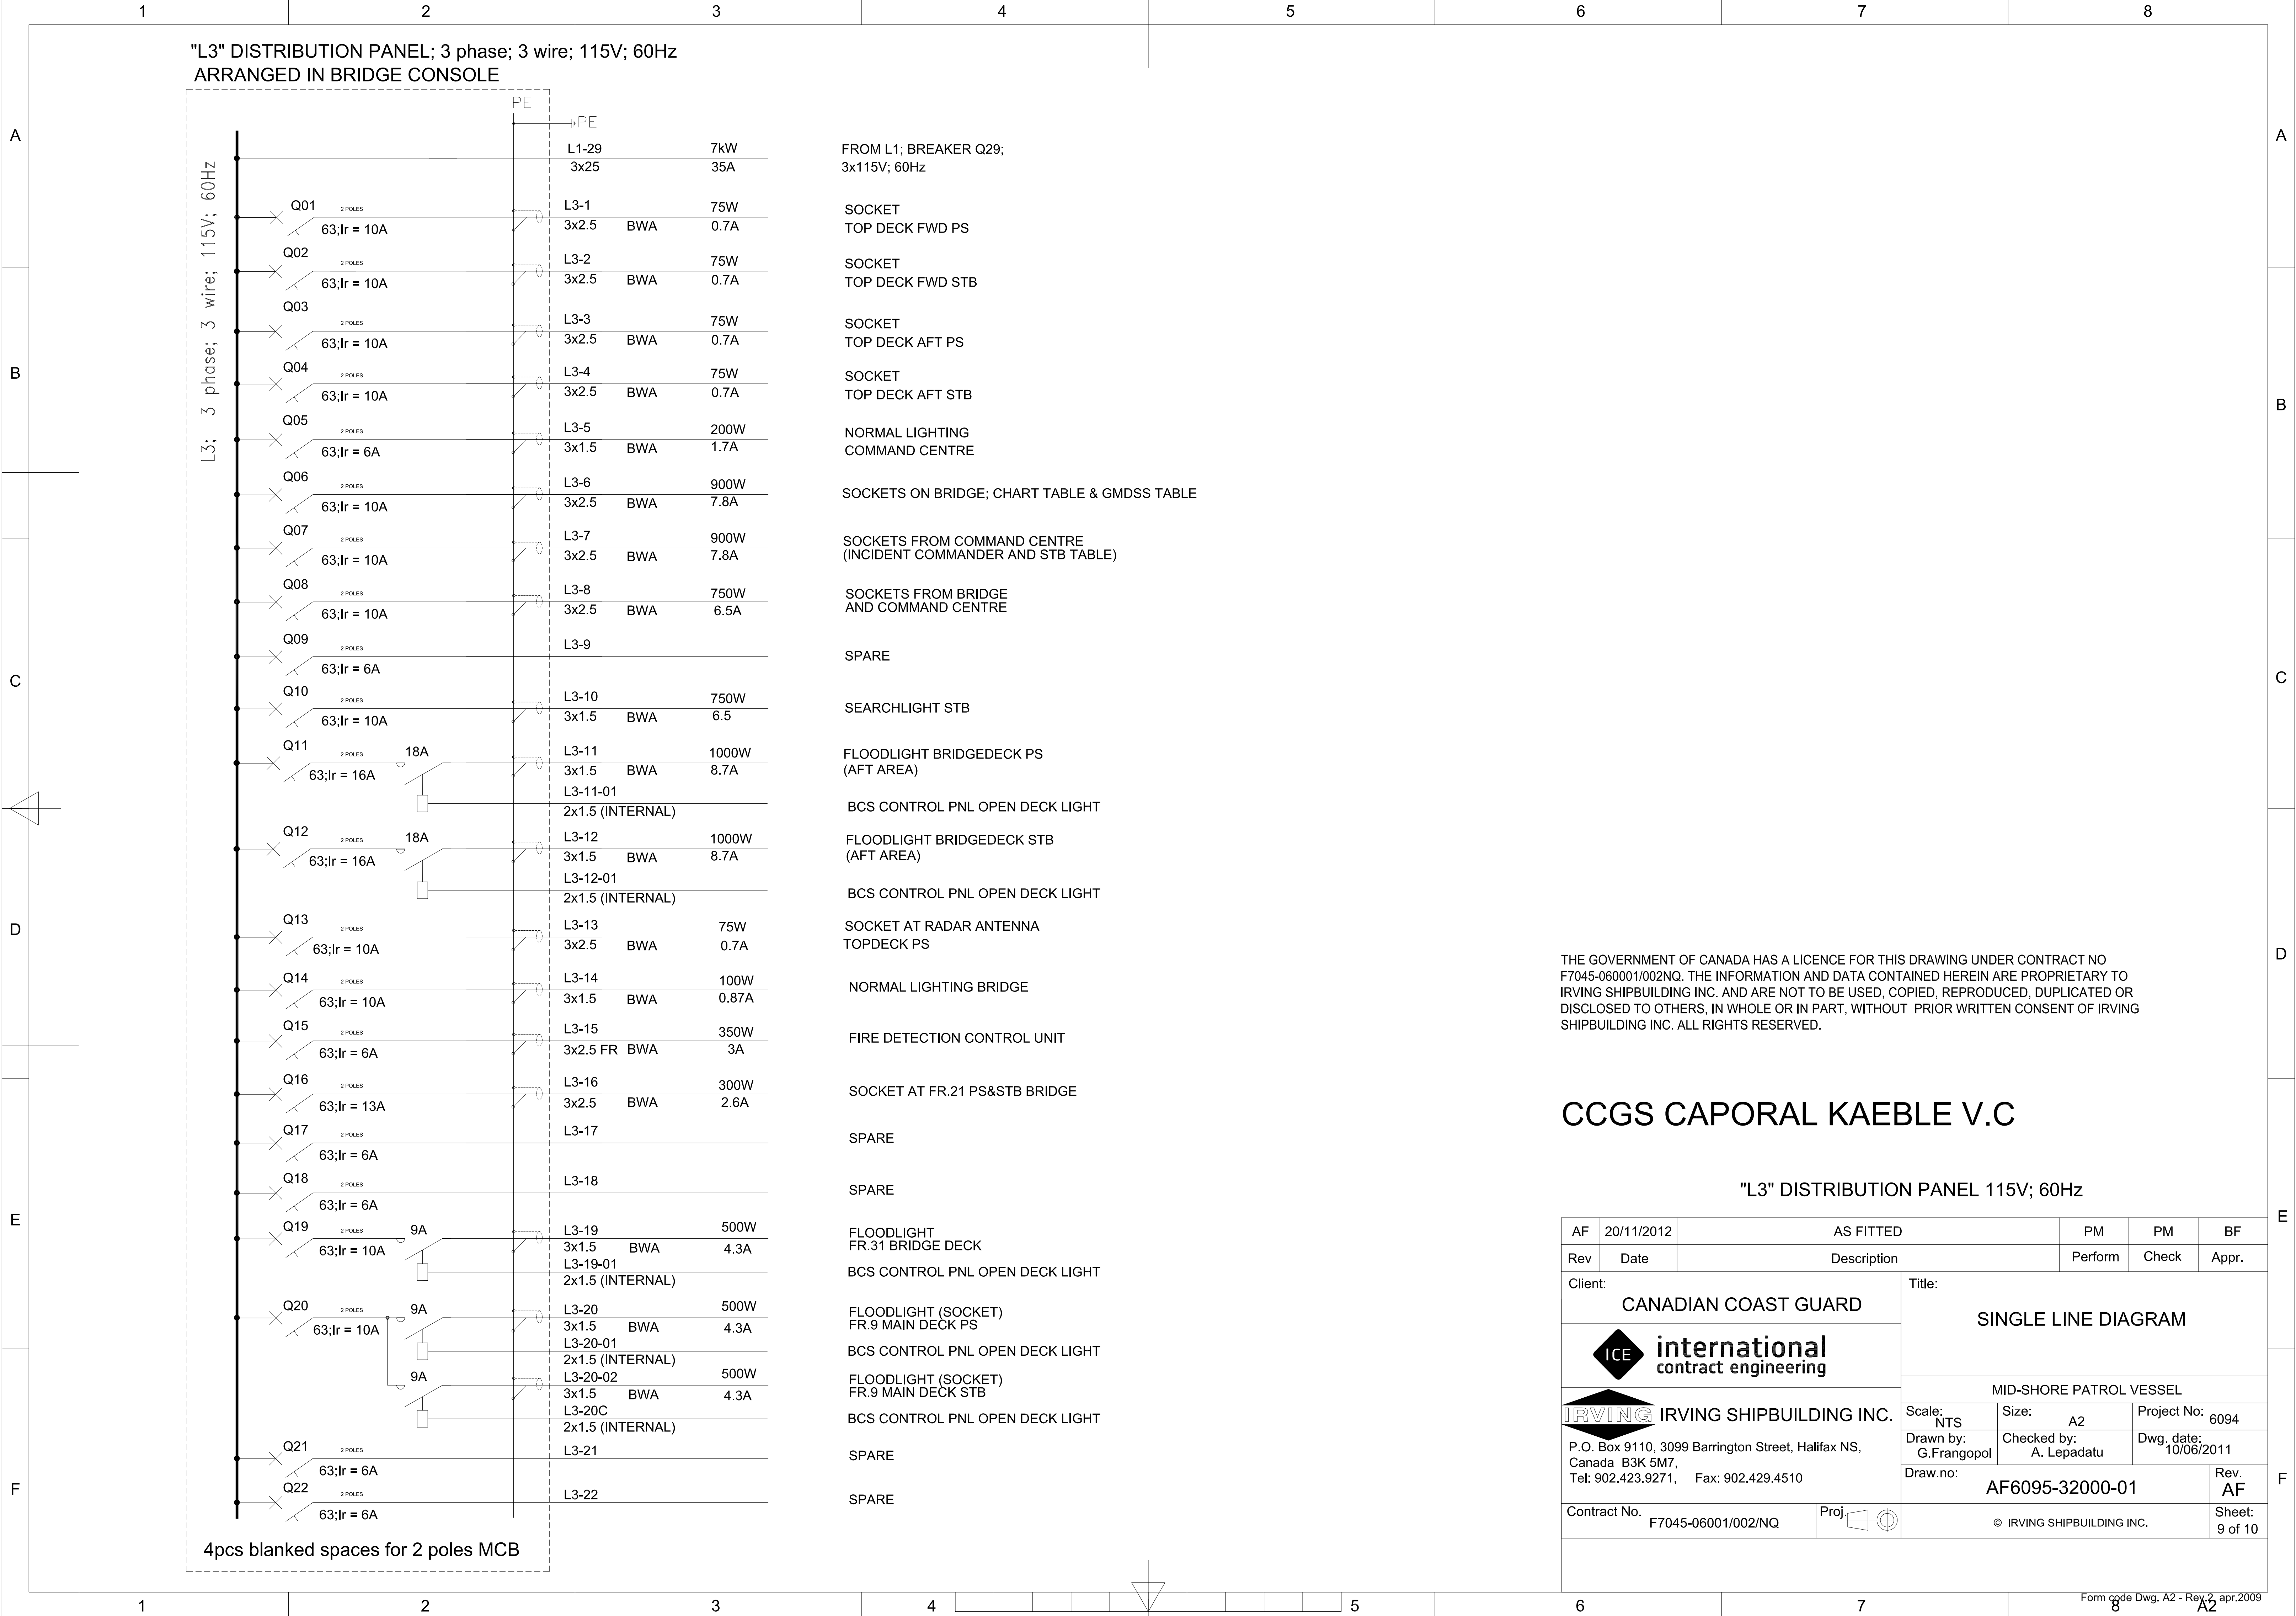 1 2 3 4 5 6 7 8
"L3" DISTRIBUTION PANEL; 3 phase; 3 wire; 115V; 60Hz
ARRANGED IN BRIDGE CONSOLE
PE
PE
A
B
C
D
E
F
A
B
C
D
E
F
L3; 3 phase; 3 wire; 115V; 60Hz
L1-29 7kW FROM L1; BREAKER Q29;
3x25 35A 3x115V; 60Hz
Q01 2 POLES L3-1 75W SOCKET
63;Ir = 10A 3x2.5 BWA 0.7A TOP DECK FWD PS
Q02 2 POLES L3-2 75W SOCKET
63;Ir = 10A 3x2.5 BWA 0.7A TOP DECK FWD STB
Q03 2 POLES L3-3 75W SOCKET
63;Ir = 10A 3x2.5 BWA 0.7A TOP DECK AFT PS
Q04 2 POLES L3-4 75W SOCKET
63;Ir = 10A 3x2.5 BWA 0.7A TOP DECK AFT STB
Q05 2 POLES L3-5 200W NORMAL LIGHTING
63;Ir = 6A 3x1.5 BWA 1.7A COMMAND CENTRE
Q06 2 POLES L3-6 900W SOCKETS ON BRIDGE; CHART TABLE & GMDSS TABLE
63;Ir = 10A 3x2.5 BWA 7.8A
Q07 2 POLES L3-7 900W SOCKETS FROM COMMAND CENTRE
63;Ir = 10A 3x2.5 BWA 7.8A (INCIDENT COMMANDER AND STB TABLE)
Q08 2 POLES L3-8 750W SOCKETS FROM BRIDGE
63;Ir = 10A 3x2.5 BWA 6.5A AND COMMAND CENTRE
Q09 2 POLES L3-9 SPARE
63;Ir = 6A
Q10 2 POLES L3-10 750W SEARCHLIGHT STB
63;Ir = 10A 3x1.5 BWA 6.5
Q11 2 POLES 18A L3-11 1000W FLOODLIGHT BRIDGEDECK PS
63;Ir = 16A 3x1.5 BWA 8.7A (AFT AREA)
L3-11-01 BCS CONTROL PNL OPEN DECK LIGHT
2x1.5 (INTERNAL)
Q12 2 POLES 18A L3-12 1000W FLOODLIGHT BRIDGEDECK STB
63;Ir = 16A 3x1.5 BWA 8.7A (AFT AREA)
L3-12-01 BCS CONTROL PNL OPEN DECK LIGHT
2x1.5 (INTERNAL)
Q13 2 POLES L3-13 75W SOCKET AT RADAR ANTENNA
63;Ir = 10A 3x2.5 BWA 0.7A TOPDECK PS
Q14 2 POLES L3-14 100W NORMAL LIGHTING BRIDGE
63;Ir = 10A 3x1.5 BWA 0.87A
Q15 2 POLES L3-15 350W FIRE DETECTION CONTROL UNIT
63;Ir = 6A 3x2.5 FR BWA 3A
Q16 2 POLES L3-16 300W SOCKET AT FR.21 PS&STB BRIDGE
63;Ir = 13A 3x2.5 BWA 2.6A
Q17 2 POLES L3-17 SPARE
63;Ir = 6A
Q18 2 POLES L3-18 SPARE
63;Ir = 6A
Q19 2 POLES 9A L3-19 500W FLOODLIGHT
63;Ir = 10A 3x1.5 BWA 4.3A FR.31 BRIDGE DECK
L3-19-01 BCS CONTROL PNL OPEN DECK LIGHT
2x1.5 (INTERNAL)
Q20 2 POLES 9A L3-20 500W FLOODLIGHT (SOCKET)
63;Ir = 10A 3x1.5 BWA 4.3A FR.9 MAIN DECK PS
L3-20-01 BCS CONTROL PNL OPEN DECK LIGHT
2x1.5 (INTERNAL)
9A L3-20-02 500W FLOODLIGHT (SOCKET)
3x1.5 BWA 4.3A FR.9 MAIN DECK STB
L3-20C BCS CONTROL PNL OPEN DECK LIGHT
2x1.5 (INTERNAL)
Q21 2 POLES L3-21 SPARE
63;Ir = 6A
Q22 2 POLES L3-22 SPARE
63;Ir = 6A
4pcs blanked spaces for 2 poles MCB
THE GOVERNMENT OF CANADA HAS A LICENCE FOR THIS DRAWING UNDER CONTRACT NO
F7045-060001/002NQ. THE INFORMATION AND DATA CONTAINED HEREIN ARE PROPRIETARY TO
IRVING SHIPBUILDING INC. AND ARE NOT TO BE USED, COPIED, REPRODUCED, DUPLICATED OR
DISCLOSED TO OTHERS, IN WHOLE OR IN PART, WITHOUT PRIOR WRITTEN CONSENT OF IRVING
SHIPBUILDING INC. ALL RIGHTS RESERVED.
CCGS CAPORAL KAEBLE V.C
"L3" DISTRIBUTION PANEL 115V; 60Hz
AF 20/11/2012 AS FITTED PM PM BF
Rev Date Description Perform Check Appr.
Client:
CANADIAN COAST GUARD
Title:
SINGLE LINE DIAGRAM
ICE international
contract engineering
MID-SHORE PATROL VESSEL
IRVING IRVING SHIPBUILDING INC.
P.O. Box 9110, 3099 Barrington Street, Halifax NS,
Canada B3K 5M7,
Tel: 902.423.9271, Fax: 902.429.4510
Scale: NTS Size: A2 Project No: 6094
Drawn by: G.Frangopol Checked by: A. Lepadatu Dwg. date: 10/06/2011
Draw.no: AF6095-32000-01 Rev. AF
Contract No. F7045-06001/002/NQ Proj.
© IRVING SHIPBUILDING INC.
Sheet: 9 of 10
Form code Dwg. A2 - Rev.2, apr.2009
1 2 3 4 5 6 7 8 A2